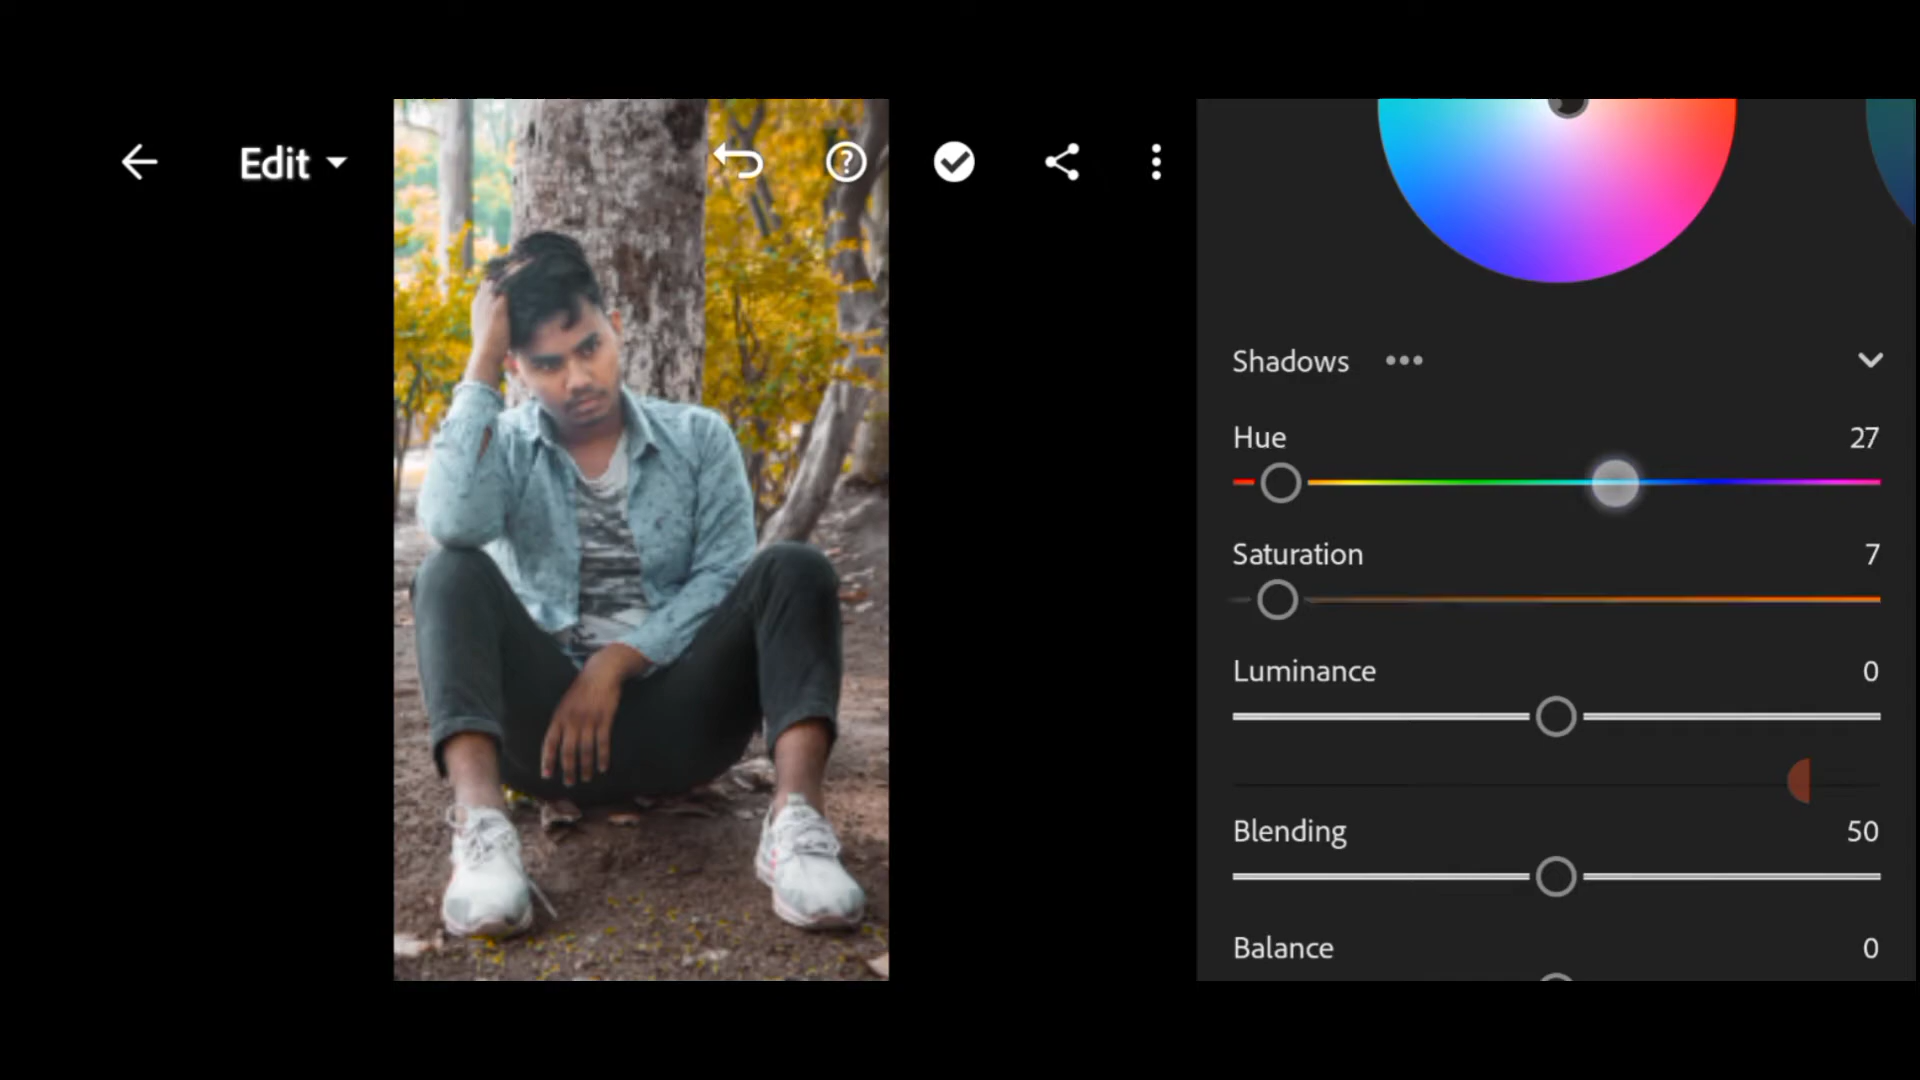 Edit
Shadows
Hue 27
Saturation 7
Luminance 0
Blending 50
Balance 0